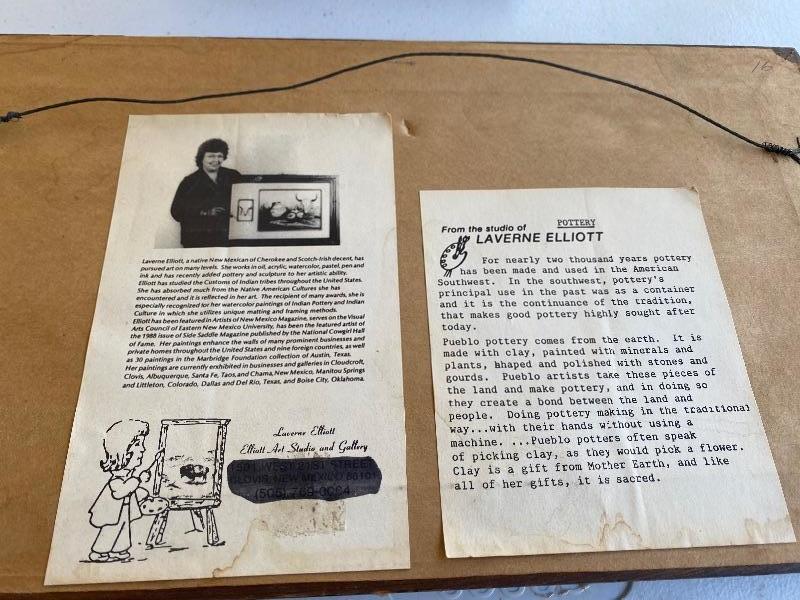 16
Laverne Elliott, a native New Mexican of Cherokee and Scotch-Irish decent, has
pursued art on many levels. She works in oil, acrylic, watercolor, pastel, pen and
ink and has recently added pottery and sculpture to her artistic ability.
Elliott has studied the Customs of Indian tribes throughout the United States.
She has absorbed much from the Native American Cultures she has
encountered and it is reflected in her art. The recipient of many awards, she is
especially recognized for her watercolor paintings of Indian Pottery and Indian
Culture in which she utilizes unique matting and framing methods.
Elliott has been featured in Artists of New Mexico Magazine, serves on the Visual
Arts Council of Eastern New Mexico University, has been the featured artist of
the 1988 issue of Side Saddle Magazine published by the National Cowgirl Hall
of Fame. Her paintings enhance the walls of many prominent businesses and
private homes throughout the United States and nine foreign countries, as well
as 30 paintings in the Marbridge Foundation collection of Austin, Texas.
Her paintings are currently exhibited in businesses and galleries in Cloudcroft,
Clovis, Albuquerque, Santa Fe, Taos, and Chama, New Mexico, Manitou Springs
and Littleton, Colorado, Dallas and Del Rio, Texas, and Boise City, Oklahoma.
Laverne Elliott
Elliott Art Studio and Gallery
WEST 21ST STREET
CLOVIS, NEW MEXICO 88101
POTTERY
From the studio of
LAVERNE ELLIOTT
For nearly two thousand years pottery
has been made and used in the American
Southwest. In the southwest, pottery's
principal use in the past was as a container
and it is the continuance of the tradition,
that makes good pottery highly sought after
today.
Pueblo pottery comes from the earth. It is
made with clay, painted with minerals and
plants, bhaped and polished with stones and
gourds. Pueblo artists take these pieces of
the land and make pottery, and in doing so
they create a bond between the land and
people. Doing pottery making in the traditional
way...with their hands without using a
machine. ...Pueblo potters often speak
of picking clay, as they would pick a flower.
Clay is a gift from Mother Earth, and like
all of her gifts, it is sacred.